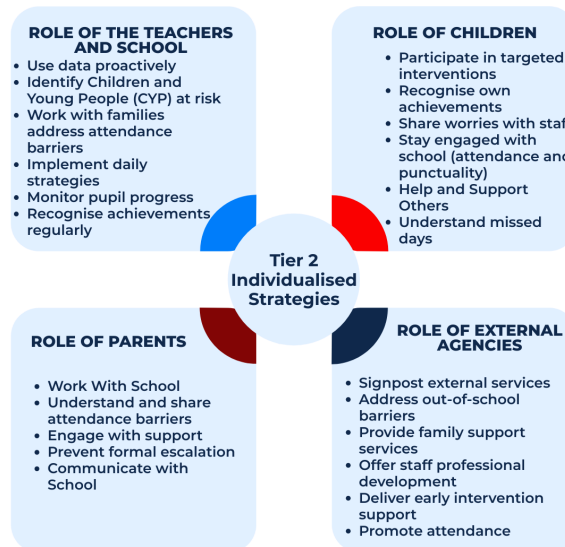 ROLE OF THE TEACHERS
AND SCHOOL
• Use data proactively
• Identify Children and
Young People (CYP) at risk
• Work with families
address attendance
barriers
• Implement daily
strategies
• Monitor pupil progress
• Recognise achievements
regularly
ROLE OF CHILDREN
• Participate in targeted
interventions
• Recognise own
achievements
• Share worries with staf
• Stay engaged with
school (attendance and
punctuality)
• Help and Support
Others
• Understand missed
days
Tier 2
Individualised
Strategies
ROLE OF PARENTS
• Work With School
• Understand and share
attendance barriers
• Engage with support
• Prevent formal escalation
• Communicate with
School
ROLE OF EXTERNAL
AGENCIES
• Signpost external services
• Address out-of-school
barriers
• Provide family support
services
• Offer staff professional
development
• Deliver early intervention
support
• Promote attendance